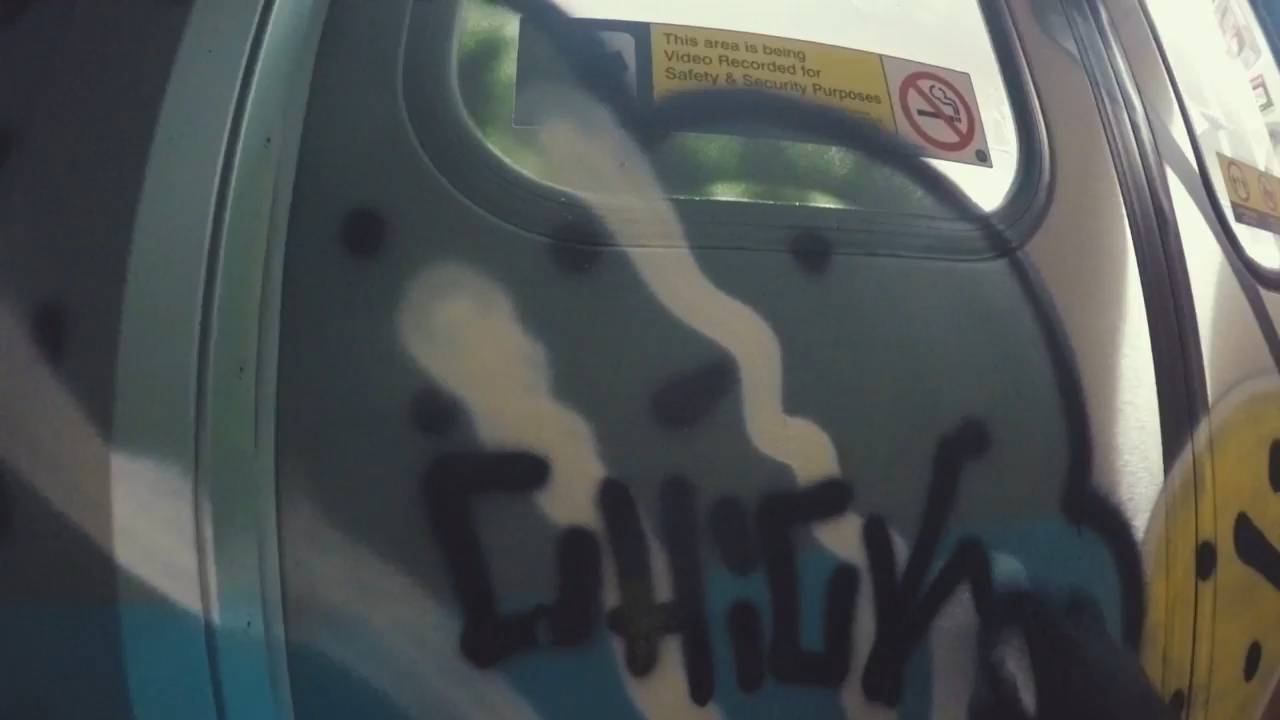 This area is being
Video Recorded for
Safety & Security Purposes
CHiCK